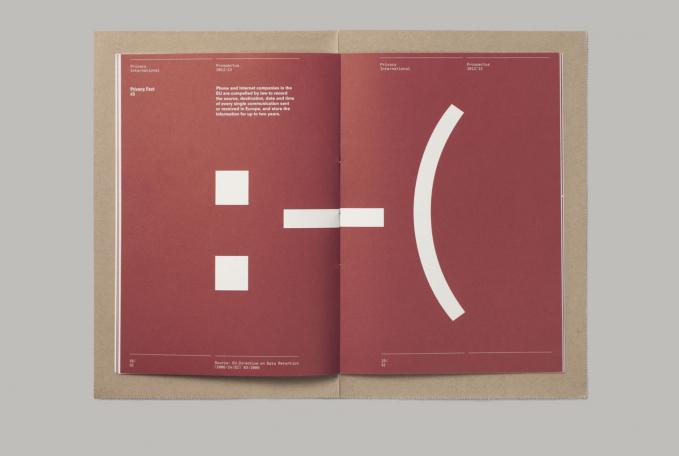 Privacy
International
Prospectus
2012/13
Privacy Fact
Phone and Internet companies in the
EU are compelled by law to record
the source, destination, date and time
of every single communication sent
or received in Europe, and store the
information for up to two years.
:-(
Source: EU Directive on Data Retention
Privacy
International
Prospectus
2012/13